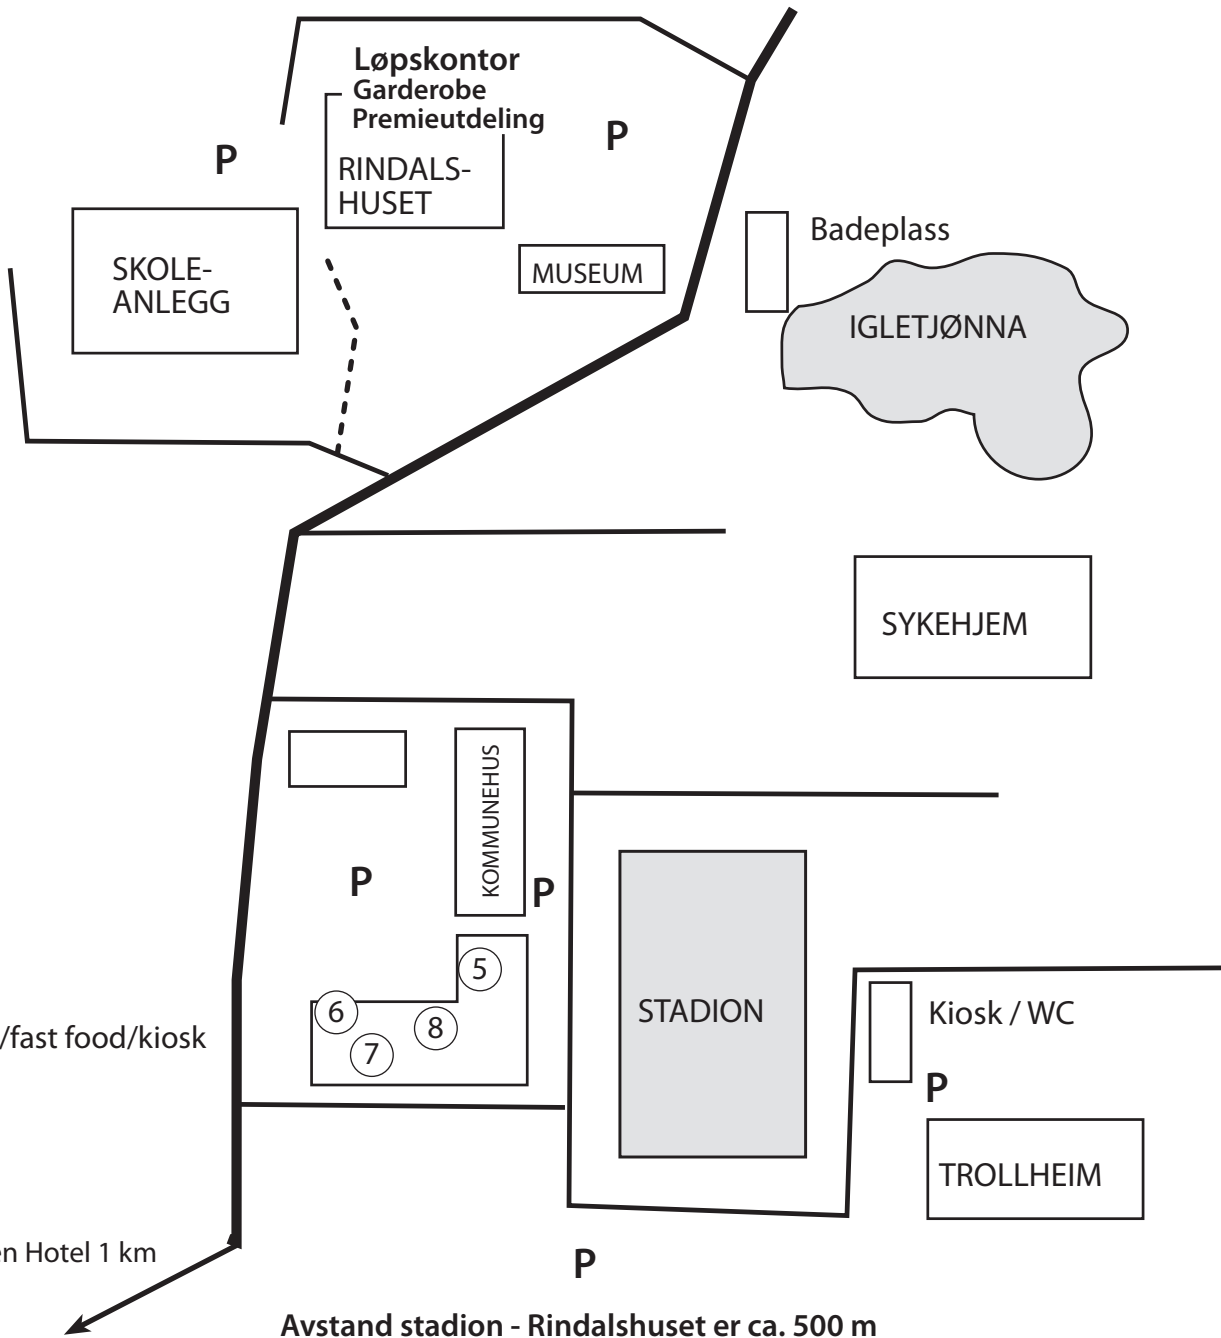 Løpskontor
Garderobe
Premieutdeling
P
P
RINDALS-
HUSET
SKOLE-
ANLEGG
MUSEUM
Badeplass
IGLETJØNNA
SYKEHJEM
KOMMUNEHUS
P
P
5
6
7
8
STADION
/fast food/kiosk
Kiosk / WC
P
TROLLHEIM
en Hotel 1 km
P
Avstand stadion - Rindalshuset er ca. 500 m